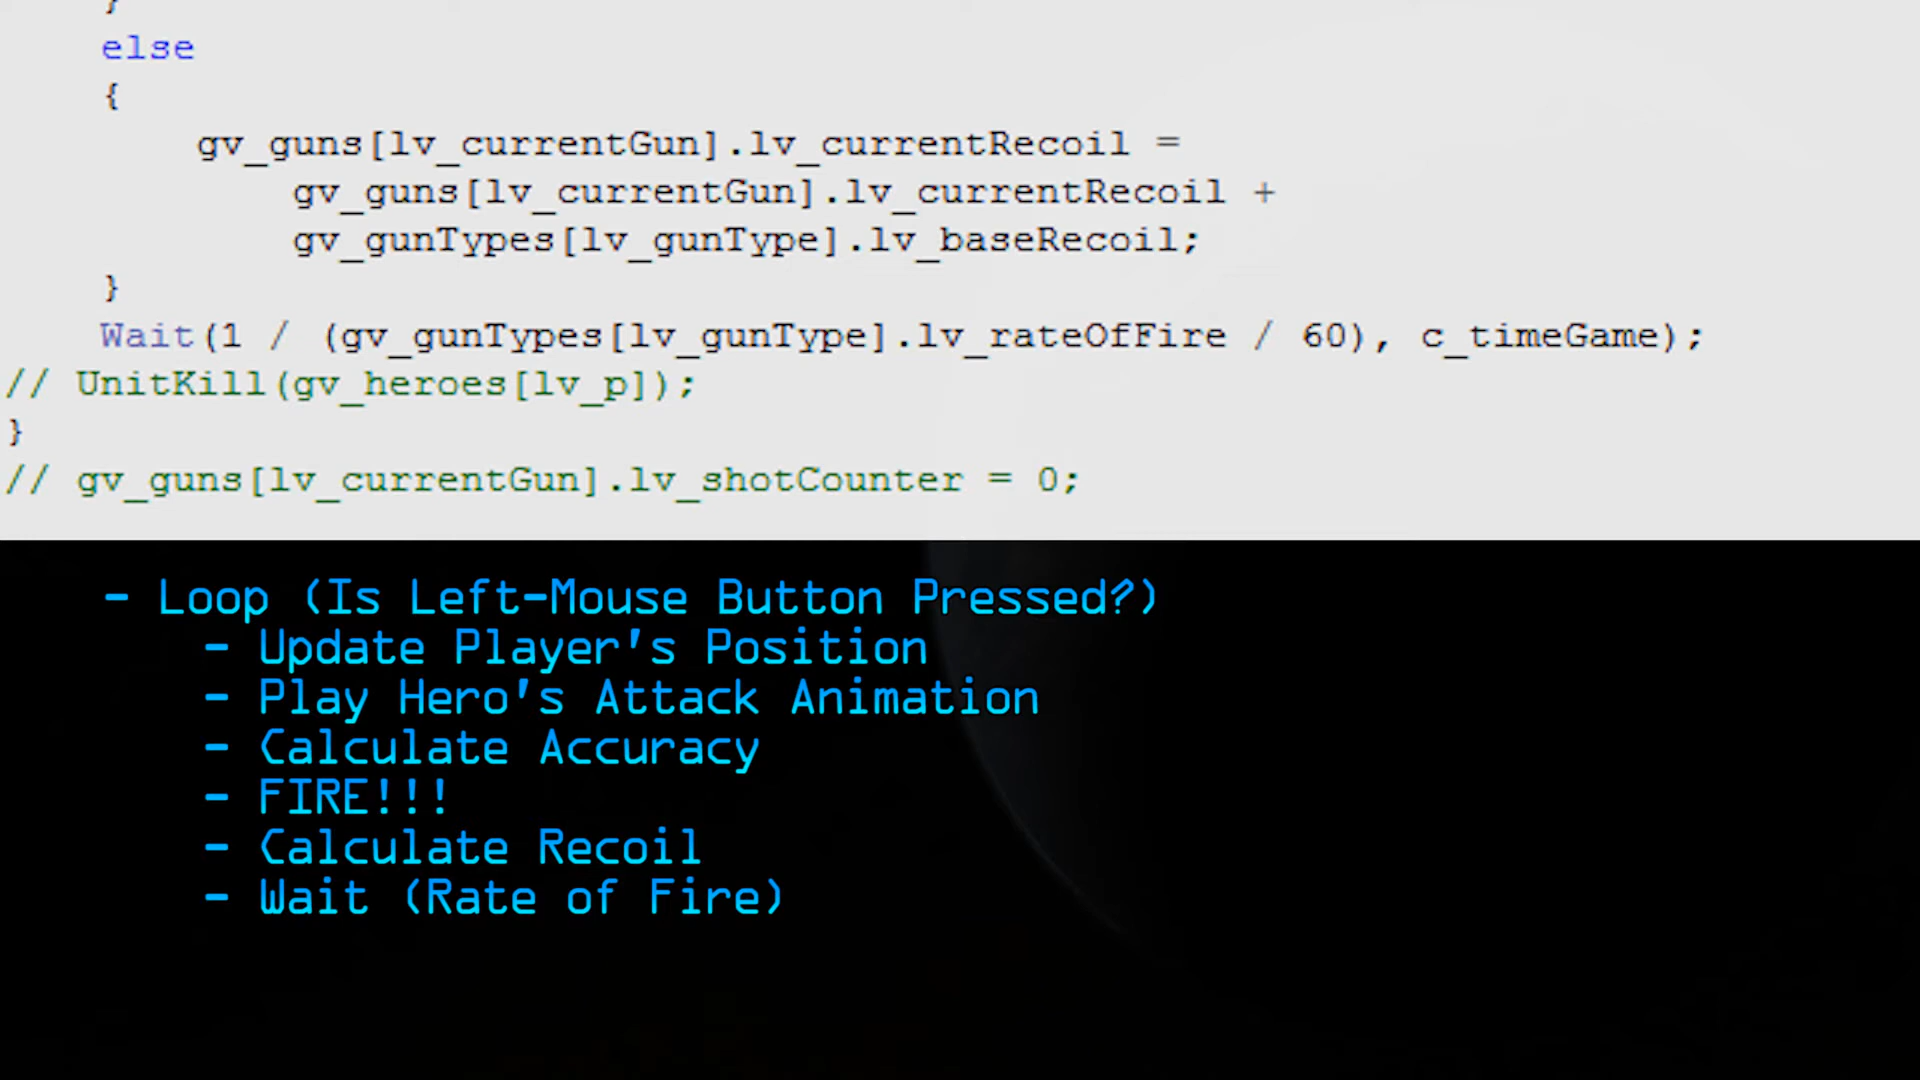 }
else
{
gv_guns[lv_currentGun].lv_currentRecoil =
gv_guns[lv_currentGun].lv_currentRecoil +
gv_gunTypes[lv_gunType].lv_baseRecoil;
}
Wait(1 / (gv_gunTypes[lv_gunType].lv_rateOfFire / 60), c_timeGame);
// UnitKill(gv_heroes[lv_p]);
}
// gv_guns[lv_currentGun].lv_shotCounter = 0;
- Loop (Is Left-Mouse Button Pressed?)
- Update Player's Position
- Play Hero's Attack Animation
- Calculate Accuracy
- FIRE!!!
- Calculate Recoil
- Wait (Rate of Fire)